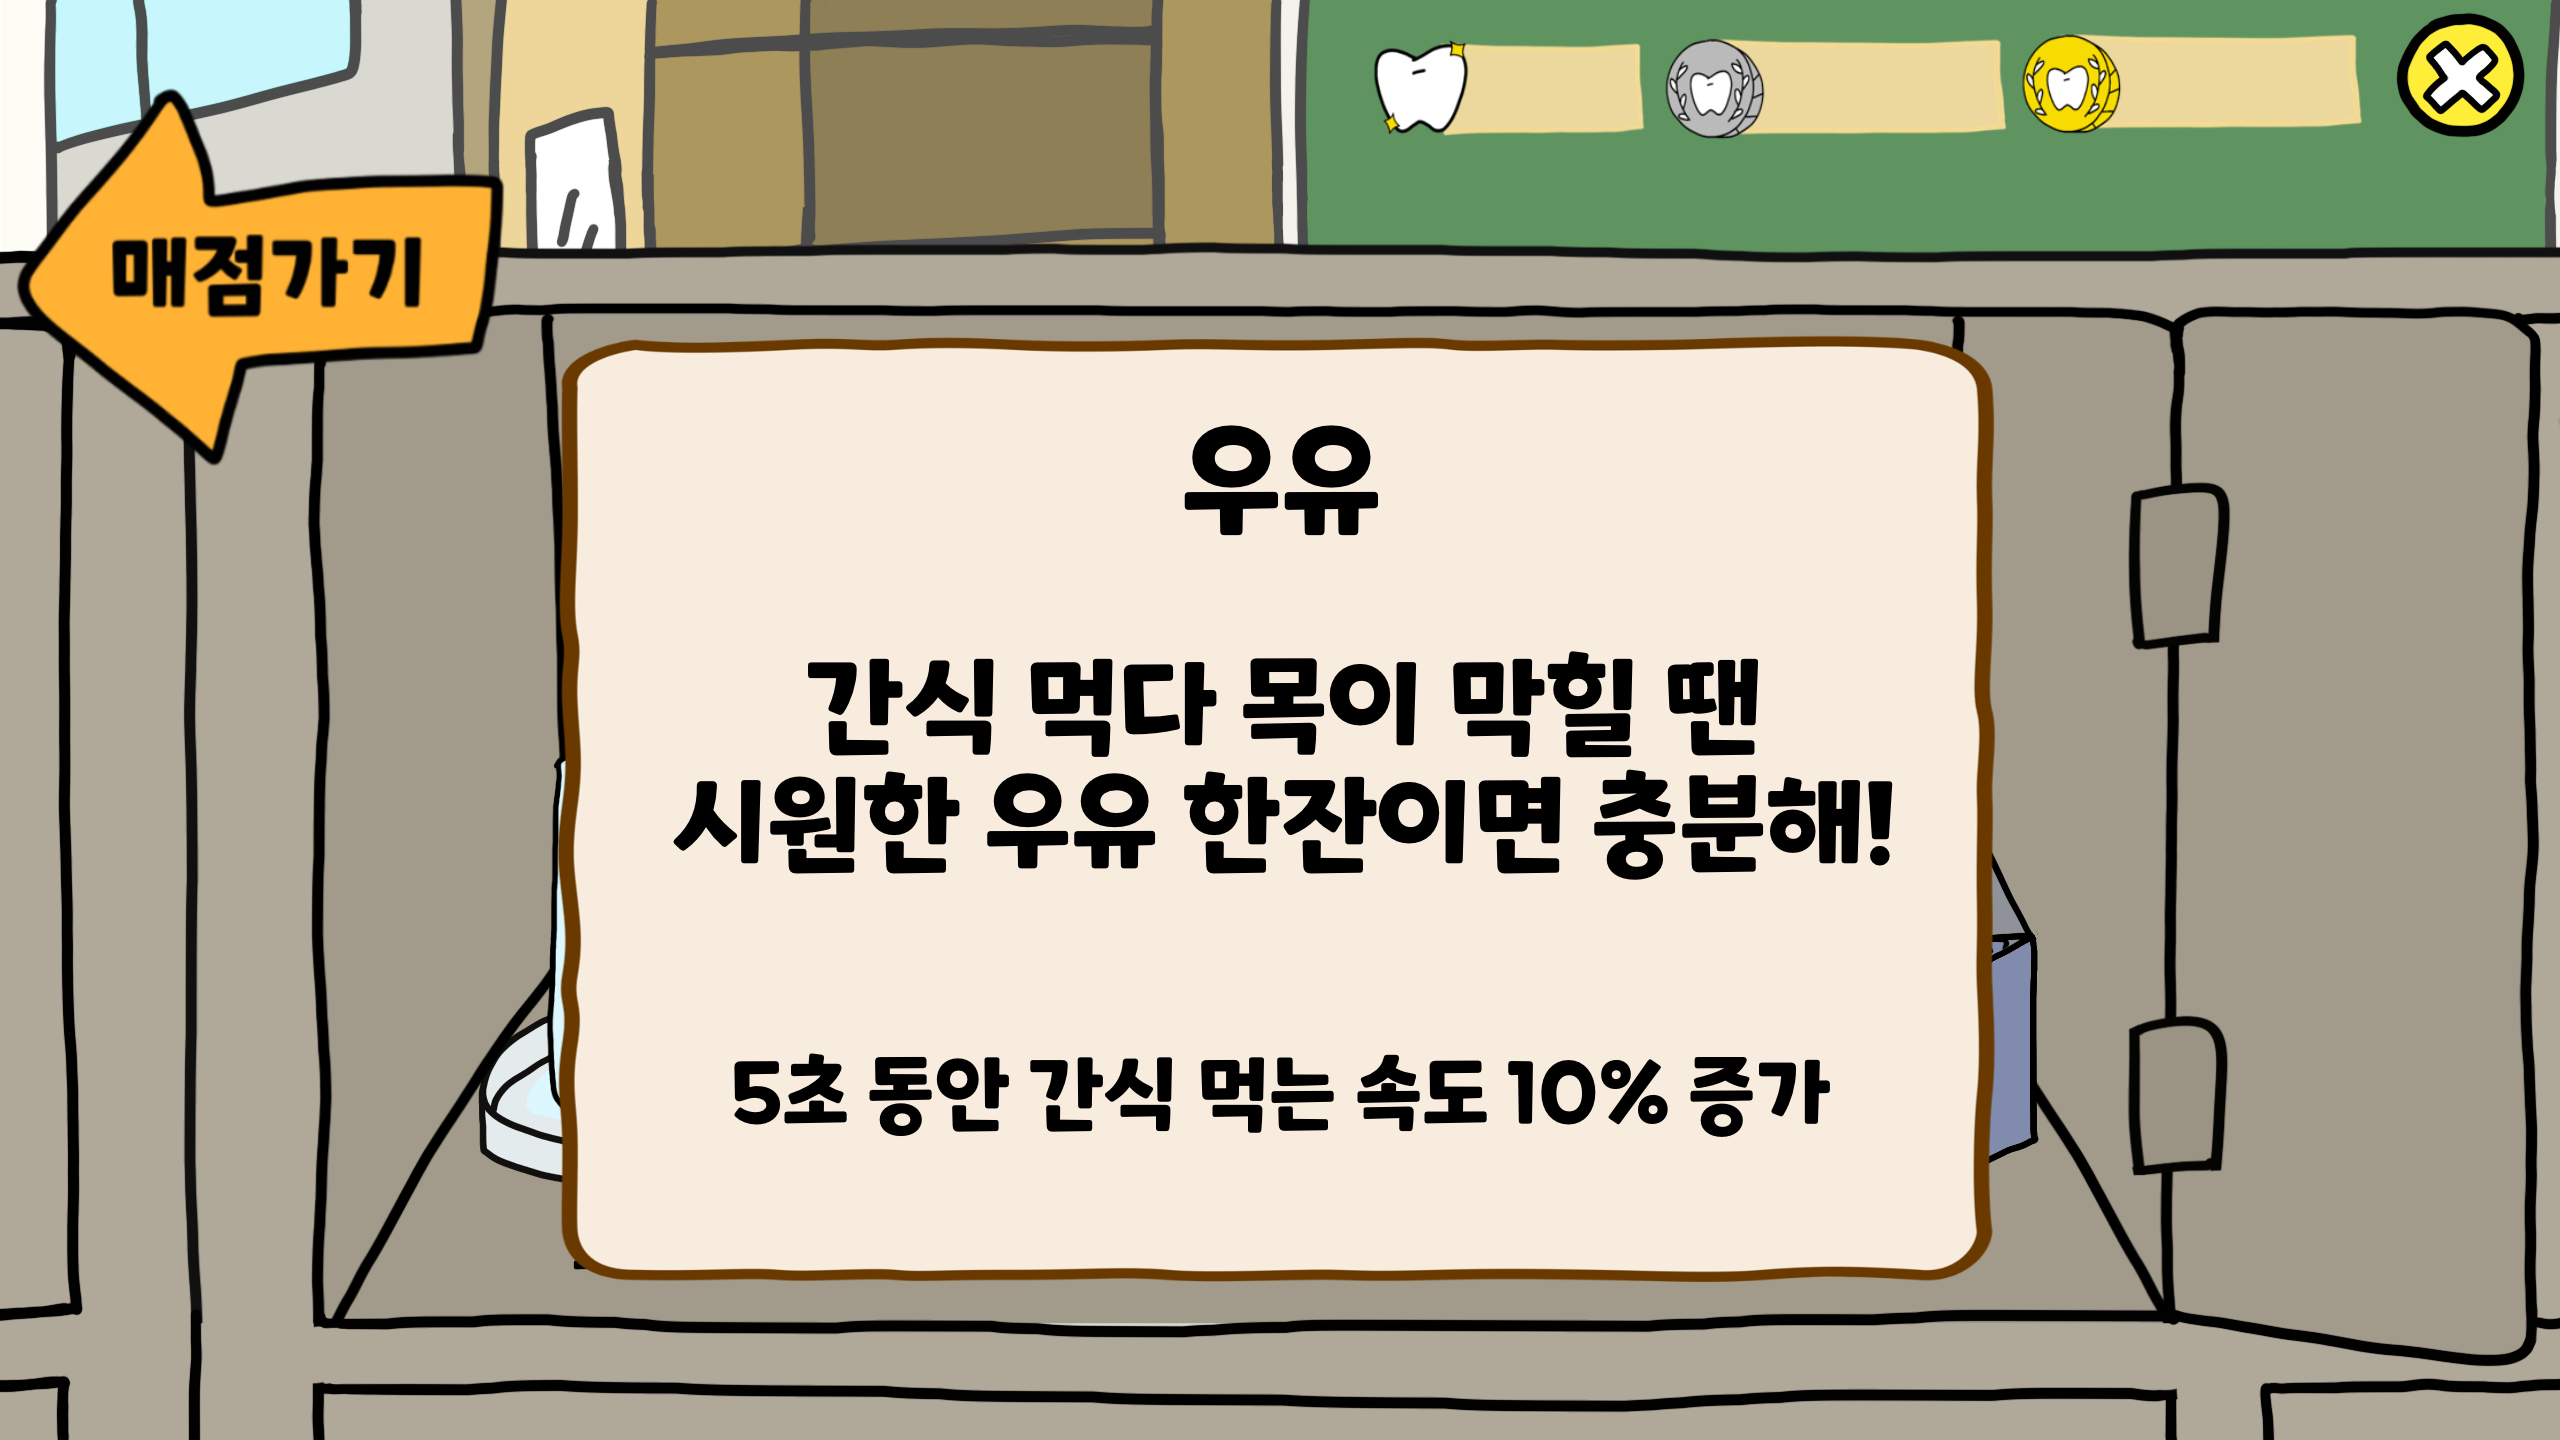 매점가기
우유
간식 먹다 목이 막힐 땐
시원한 우유 한잔이면 충분해!
5초 동안 간식 먹는 속도 10% 증가